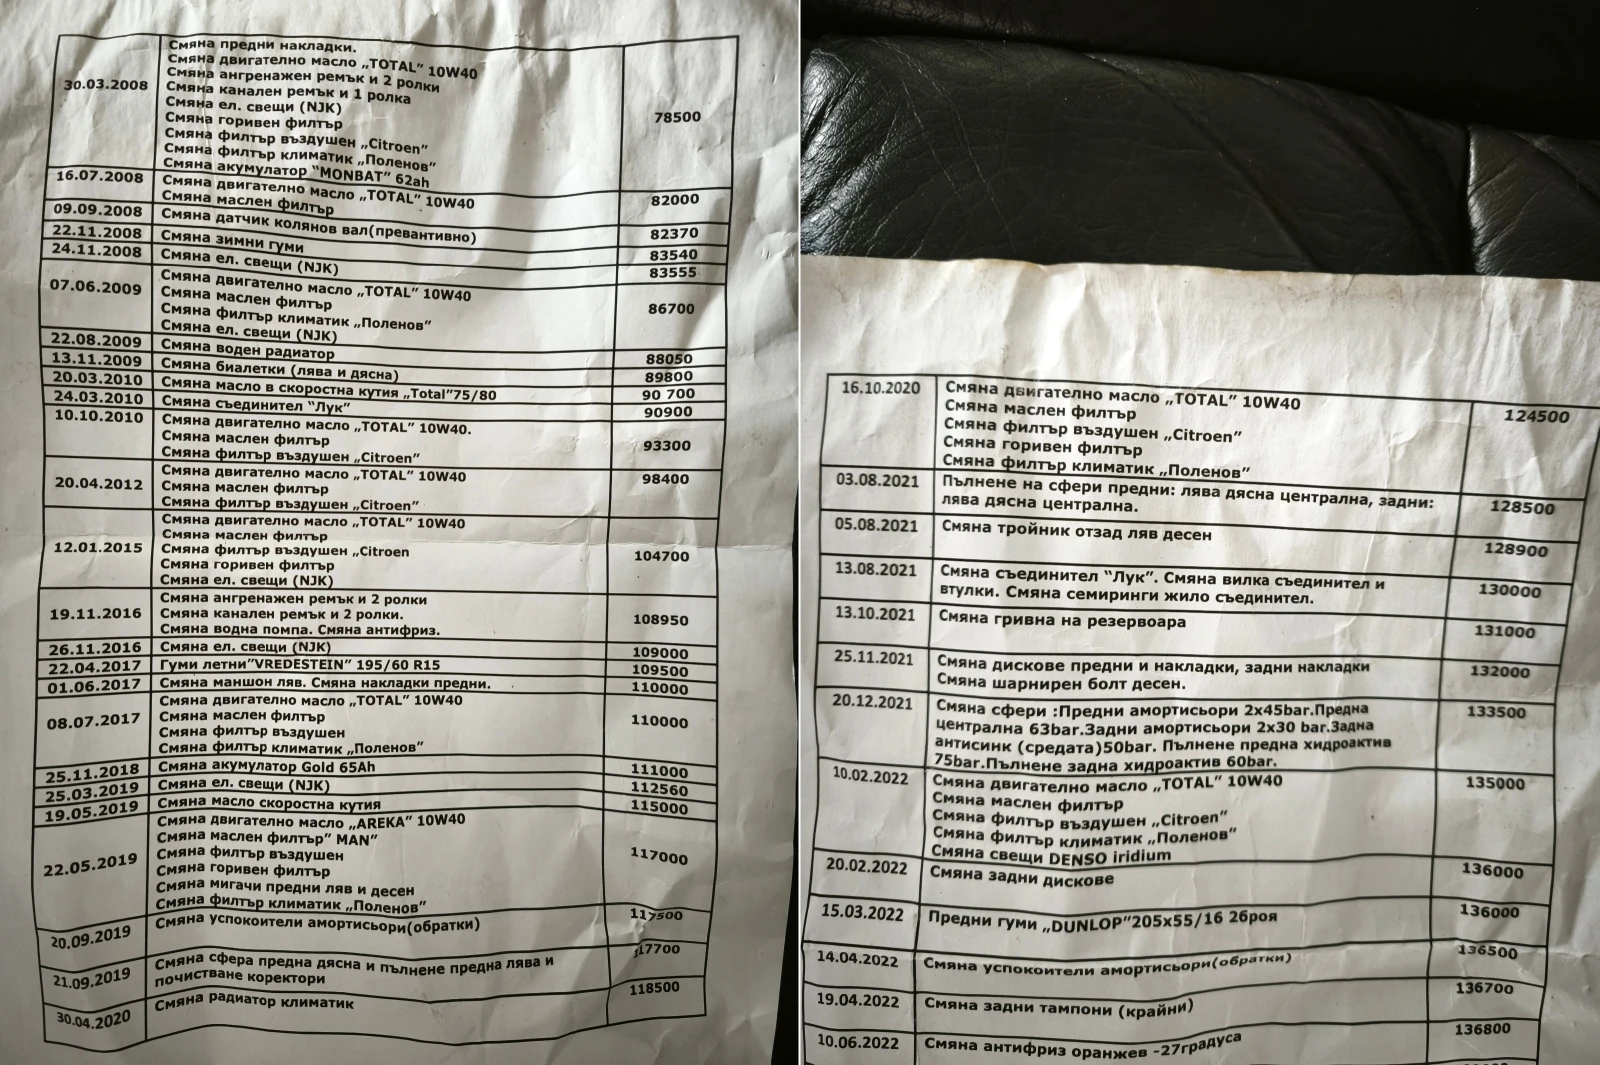 30.03.2008
Смяна предни накладки.
Смяна двигателно масло „TOTAL” 10W40
Смяна ангренажен ремък и 2 ролки
Смяна канален ремък и 1 ролка
Смяна ел. свещи (NJK)
Смяна горивен филтър
Смяна филтър въздушен „Citroen”
Смяна филтър климатик „Поленов”
Смяна акумулатор “MONBAT” 62ah
78500
16.07.2008
Смяна двигателно масло „TOTAL” 10W40
Смяна маслен филтър
82000
09.09.2008 Смяна датчик колянов вал(превантивно) 82370
22.11.2008 Смяна зимни гуми 83540
24.11.2008 Смяна ел. свещи (NJK) 83555
07.06.2009
Смяна двигателно масло „TOTAL” 10W40
Смяна маслен филтър
Смяна филтър климатик „Поленов”
Смяна ел. свещи (NJK)
86700
22.08.2009 Смяна воден радиатор 88050
13.11.2009 Смяна биалетки (лява и дясна) 89800
20.03.2010 Смяна масло в скоростна кутия „Total”75/80 90 700
24.03.2010 Смяна съединител “Лук” 90900
10.10.2010
Смяна двигателно масло „TOTAL” 10W40.
Смяна маслен филтър
Смяна филтър въздушен „Citroen”
93300
20.04.2012
Смяна двигателно масло „TOTAL” 10W40
Смяна маслен филтър
Смяна филтър въздушен „Citroen”
98400
12.01.2015
Смяна двигателно масло „TOTAL” 10W40
Смяна маслен филтър
Смяна филтър въздушен „Citroen
Смяна горивен филтър
Смяна ел. свещи (NJK)
104700
19.11.2016
Смяна ангренажен ремък и 2 ролки
Смяна канален ремък и 2 ролки.
Смяна водна помпа. Смяна антифриз.
108950
26.11.2016 Смяна ел. свещи (NJK) 109000
22.04.2017 Гуми летни”VREDESTEIN” 195/60 R15 109500
01.06.2017 Смяна маншон ляв. Смяна накладки предни. 110000
08.07.2017
Смяна двигателно масло „TOTAL” 10W40
Смяна маслен филтър
Смяна филтър въздушен
Смяна филтър климатик „Поленов”
110000
25.11.2018 Смяна акумулатор Gold 65Ah 111000
25.03.2019 Смяна ел. свещи (NJK) 112560
19.05.2019 Смяна масло скоростна кутия 115000
22.05.2019
Смяна двигателно масло „AREKA” 10W40
Смяна маслен филтър” MAN”
Смяна филтър въздушен
Смяна горивен филтър
Смяна мигачи предни ляв и десен
Смяна филтър климатик „Поленов”
117000
20.09.2019 Смяна успокоители амортисьори(обратки) 117500
21.09.2019
Смяна сфера предна дясна и пълнене предна лява и
почистване коректори
117700
30.04.2020 Смяна радиатор климатик 118500
16.10.2020
Смяна двигателно масло „TOTAL” 10W40
Смяна маслен филтър
Смяна филтър въздушен „Citroen”
Смяна горивен филтър
Смяна филтър климатик „Поленов”
124500
03.08.2021
Пълнене на сфери предни: лява дясна централна, задни:
лява дясна централна.
128500
05.08.2021 Смяна тройник отзад ляв десен 128900
13.08.2021
Смяна съединител “Лук”. Смяна вилка съединител и
втулки. Смяна семиринги жило съединител.
130000
13.10.2021 Смяна гривна на резервоара 131000
25.11.2021
Смяна дискове предни и накладки, задни накладки
Смяна шарнирен болт десен.
132000
20.12.2021
Смяна сфери :Предни амортисьори 2x45bar.Предна
централна 63bar.Задни амортисьори 2x30 bar.Задна
антисинк (средата)50bar. Пълнене предна хидроактив
75bar.Пълнене задна хидроактив 60bar.
133500
10.02.2022
Смяна двигателно масло „TOTAL” 10W40
Смяна маслен филтър
Смяна филтър въздушен „Citroen”
Смяна филтър климатик „Поленов”
Смяна свещи DENSO iridium
135000
20.02.2022 Смяна задни дискове 136000
15.03.2022 Предни гуми „DUNLOP”205x55/16 2броя 136000
14.04.2022 Смяна успокоители амортисьори(обратки) 136500
19.04.2022 Смяна задни тампони (крайни) 136700
10.06.2022 Смяна антифриз оранжев -27градуса 136800